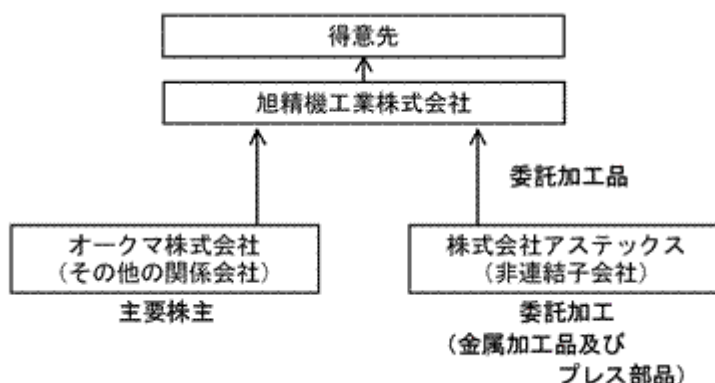 得意先
旭精機工業株式会社
委託加工品
オークマ株式会社
(その他の関係会社)
主要株主
株式会社アステックス
(非連結子会社)
委託加工
(金属加工品及び
プレス部品)